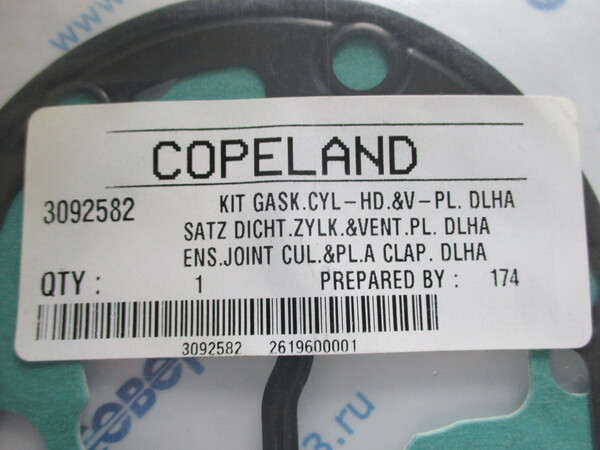 COPELAND
3092582
KIT GASK.CYL-HD.&V-PL. DLHA
SATZ DICHT.ZYLK.&VENT.PL. DLHA
ENS.JOINT CUL.&PL.A CLAP. DLHA
QTY : 1 PREPARED BY : 174
3092582 2619600001